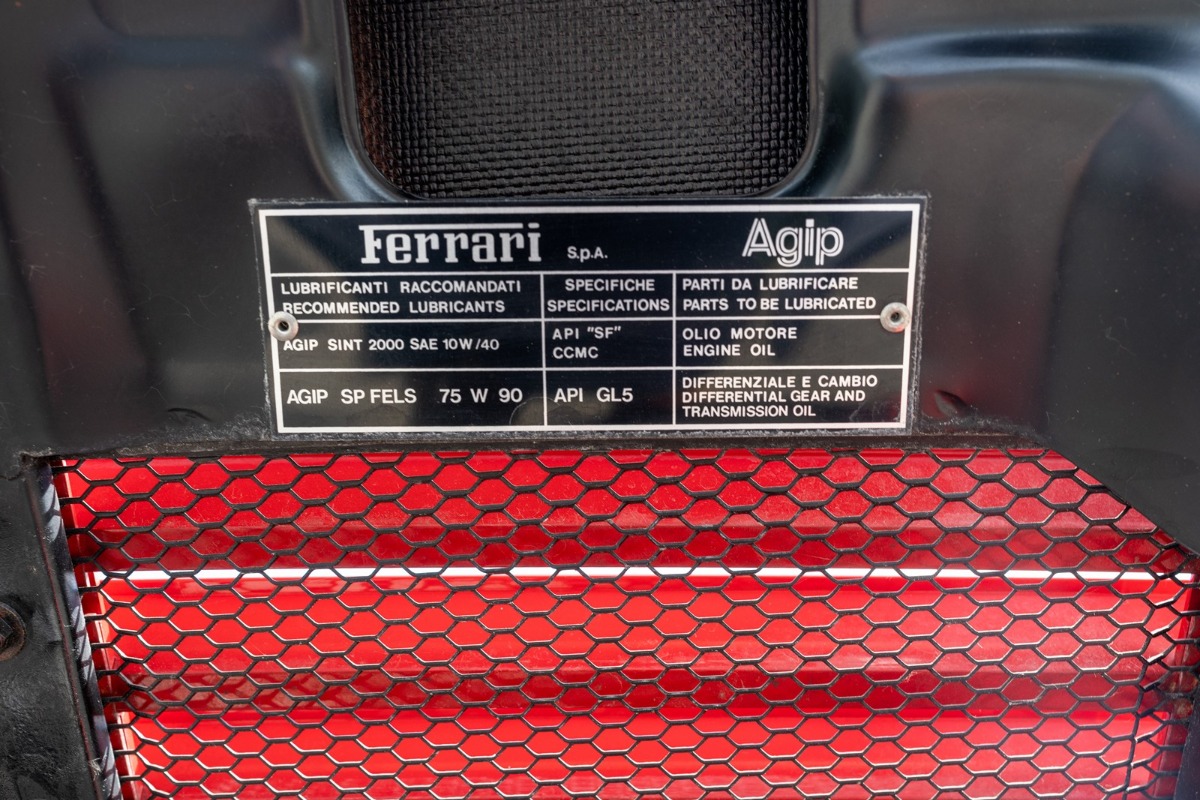 Ferrari S.p.A. Agip
LUBRIFICANTI RACCOMANDATI
RECOMMENDED LUBRICANTS
SPECIFICHE
SPECIFICATIONS
PARTI DA LUBRIFICARE
PARTS TO BE LUBRICATED
AGIP SINT 2000 SAE 10W/40
API "SF"
CCMC
OLIO MOTORE
ENGINE OIL
AGIP SP FELS 75 W 90
API GL5
DIFFERENZIALE E CAMBIO
DIFFERENTIAL GEAR AND
TRANSMISSION OIL